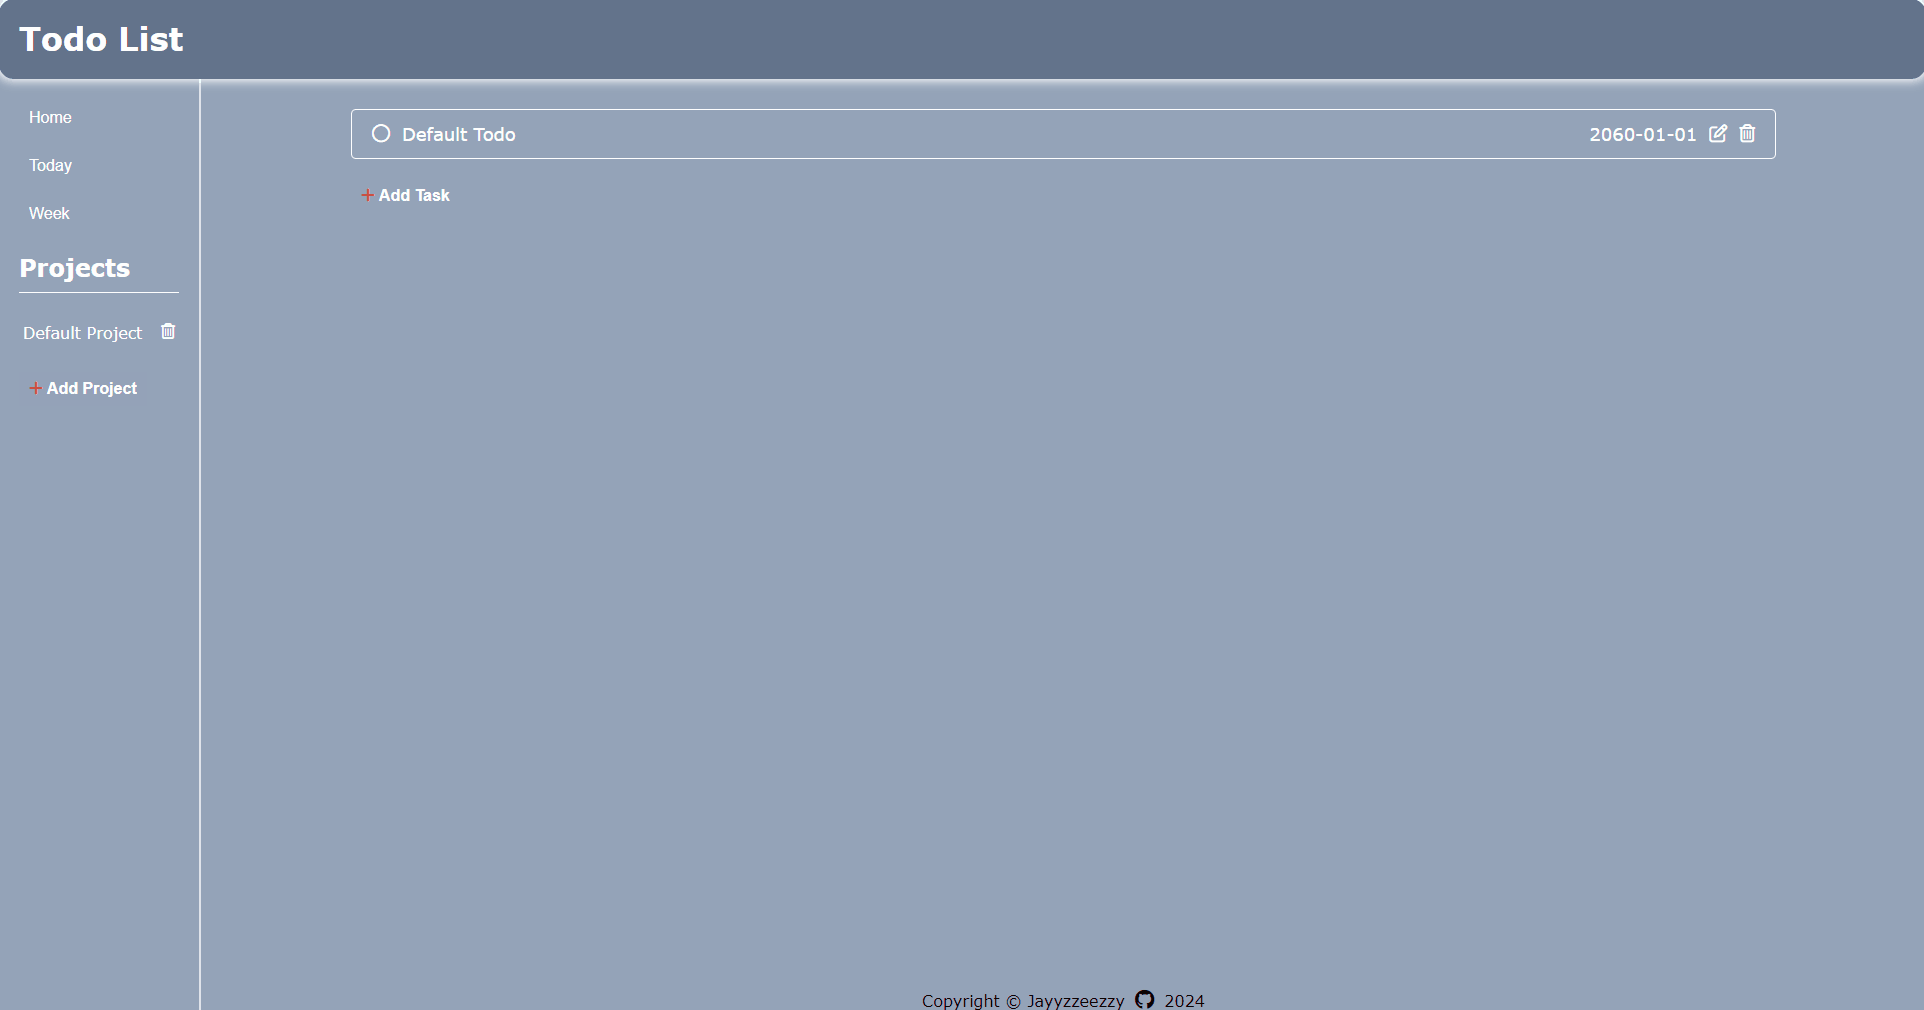 Todo List
Home
Today
Week
Projects
Default Project
+ Add Project
Default Todo 2060-01-01
+ Add Task
Copyright © Jayyzzeezzy 2024